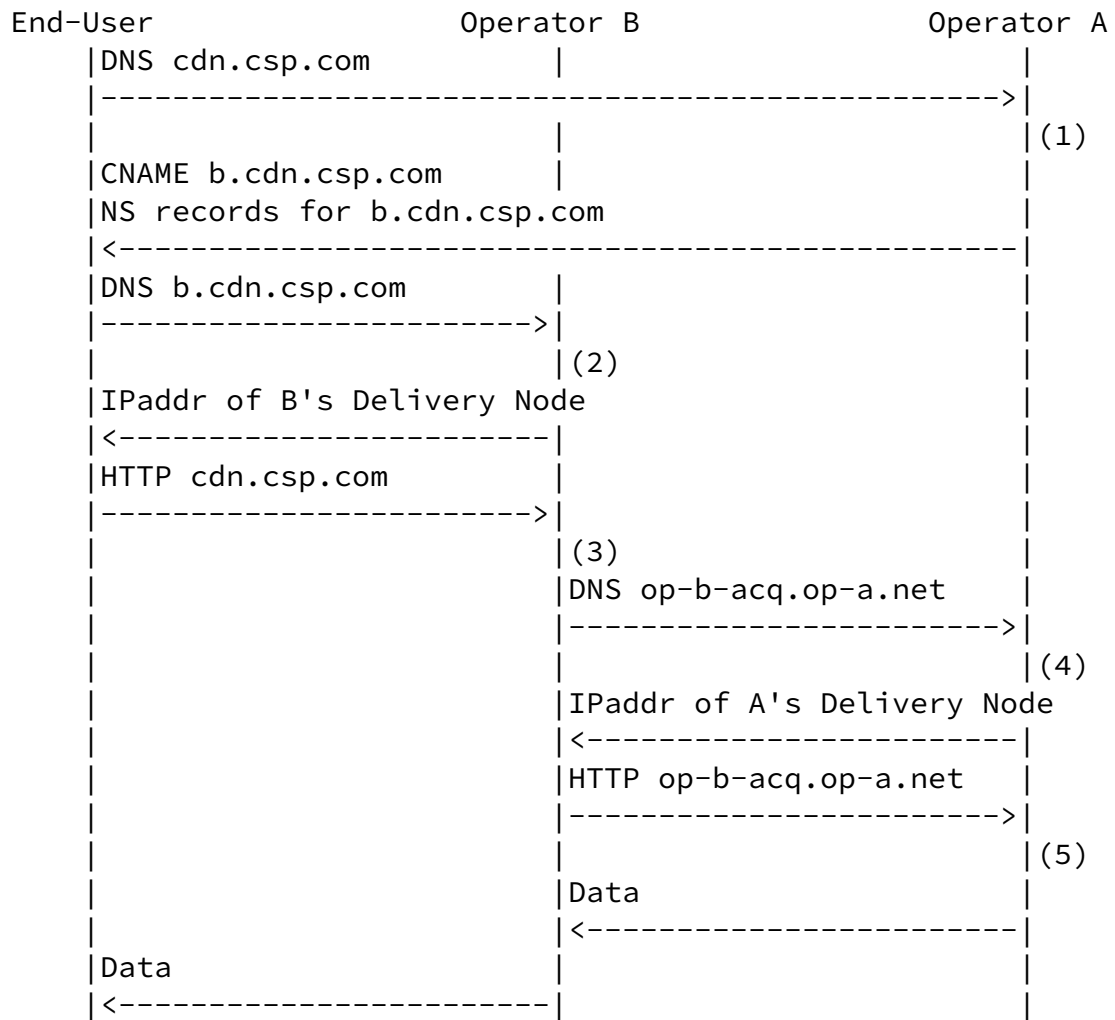 End-User Operator B Operator A
DNS cdn.csp.com
(1)
CNAME b.cdn.csp.com
NS records for b.cdn.csp.com
DNS b.cdn.csp.com
(2)
IPaddr of B's Delivery Node
HTTP cdn.csp.com
(3)
DNS op-b-acq.op-a.net
(4)
IPaddr of A's Delivery Node
HTTP op-b-acq.op-a.net
(5)
Data
Data